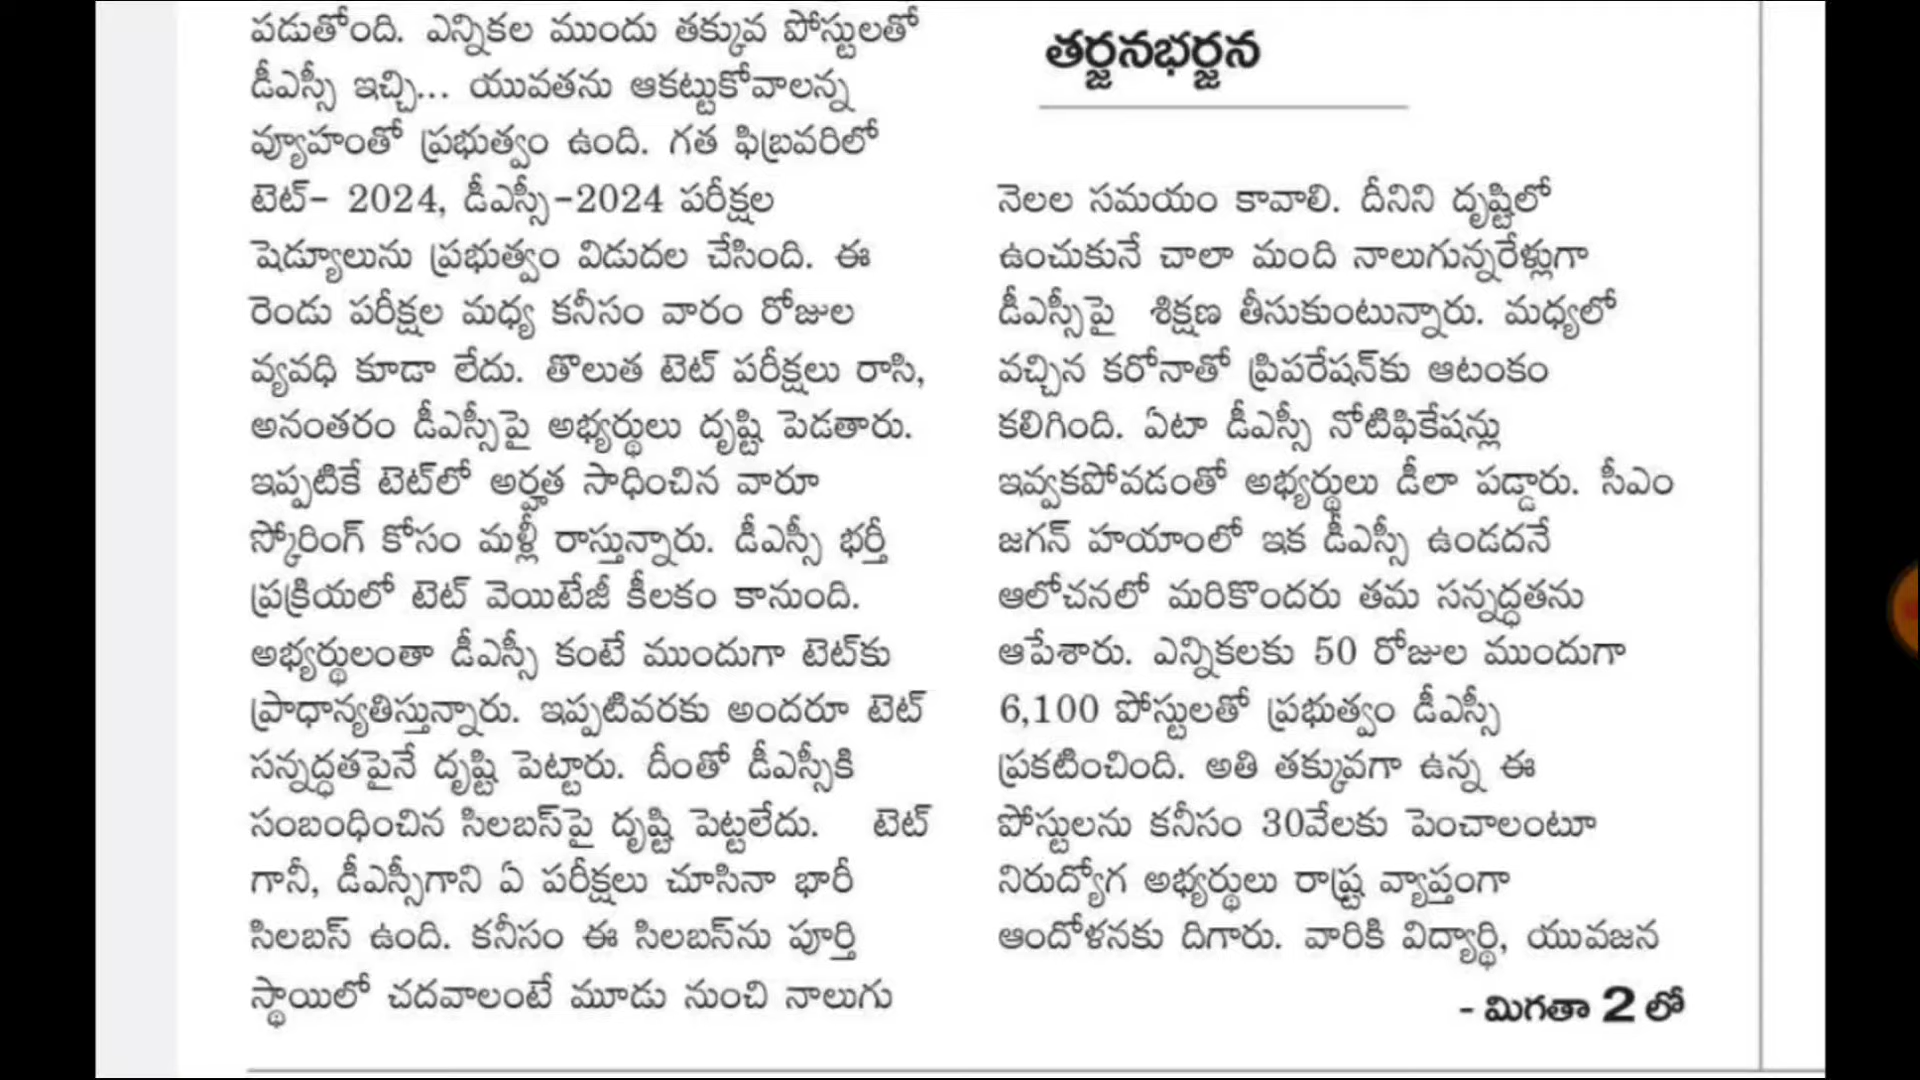 పడుతోంది. ఎన్నికల ముందు తక్కువ పోస్టులతో
డీఎస్సీ ఇచ్చి... యువతను ఆకట్టుకోవాలన్న
వ్యూహంతో ప్రభుత్వం ఉంది. గత ఫిబ్రవరిలో
టెట్- 2024, డీఎస్సీ-2024 పరీక్షల
షెడ్యూలును ప్రభుత్వం విడుదల చేసింది. ఈ
రెండు పరీక్షల మధ్య కనీసం వారం రోజుల
వ్యవధి కూడా లేదు. తొలుత టెట్ పరీక్షలు రాసి,
అనంతరం డీఎస్సీపై అభ్యర్థులు దృష్టి పెడతారు.
ఇప్పటికే టెట్‌లో అర్హత సాధించిన వారూ
స్కోరింగ్ కోసం మళ్లీ రాస్తున్నారు. డీఎస్సీ భర్తీ
ప్రక్రియలో టెట్ వెయిటేజీ కీలకం కానుంది.
అభ్యర్థులంతా డీఎస్సీ కంటే ముందుగా టెట్‌కు
ప్రాధాన్యతిస్తున్నారు. ఇప్పటివరకు అందరూ టెట్
సన్నద్ధతపైనే దృష్టి పెట్టారు. దీంతో డీఎస్సీకి
సంబంధించిన సిలబస్‌పై దృష్టి పెట్టలేదు. టెట్
గానీ, డీఎస్సీగాని ఏ పరీక్షలు చూసినా భారీ
సిలబస్ ఉంది. కనీసం ఈ సిలబస్‌ను పూర్తి
స్థాయిలో చదవాలంటే మూడు నుంచి నాలుగు
తర్జనభర్జన
నెలల సమయం కావాలి. దీనిని దృష్టిలో
ఉంచుకునే చాలా మంది నాలుగున్నరేళ్లుగా
డీఎస్సీపై శిక్షణ తీసుకుంటున్నారు. మధ్యలో
వచ్చిన కరోనాతో ప్రిపరేషన్‌కు ఆటంకం
కలిగింది. ఏటా డీఎస్సీ నోటిఫికేషన్లు
ఇవ్వకపోవడంతో అభ్యర్థులు డీలా పడ్డారు. సీఎం
జగన్ హయాంలో ఇక డీఎస్సీ ఉండదనే
ఆలోచనలో మరికొందరు తమ సన్నద్ధతను
ఆపేశారు. ఎన్నికలకు 50 రోజుల ముందుగా
6,100 పోస్టులతో ప్రభుత్వం డీఎస్సీ
ప్రకటించింది. అతి తక్కువగా ఉన్న ఈ
పోస్టులను కనీసం 30వేలకు పెంచాలంటూ
నిరుద్యోగ అభ్యర్థులు రాష్ట్ర వ్యాప్తంగా
ఆందోళనకు దిగారు. వారికి విద్యార్థి, యువజన
- మిగతా 2 లో